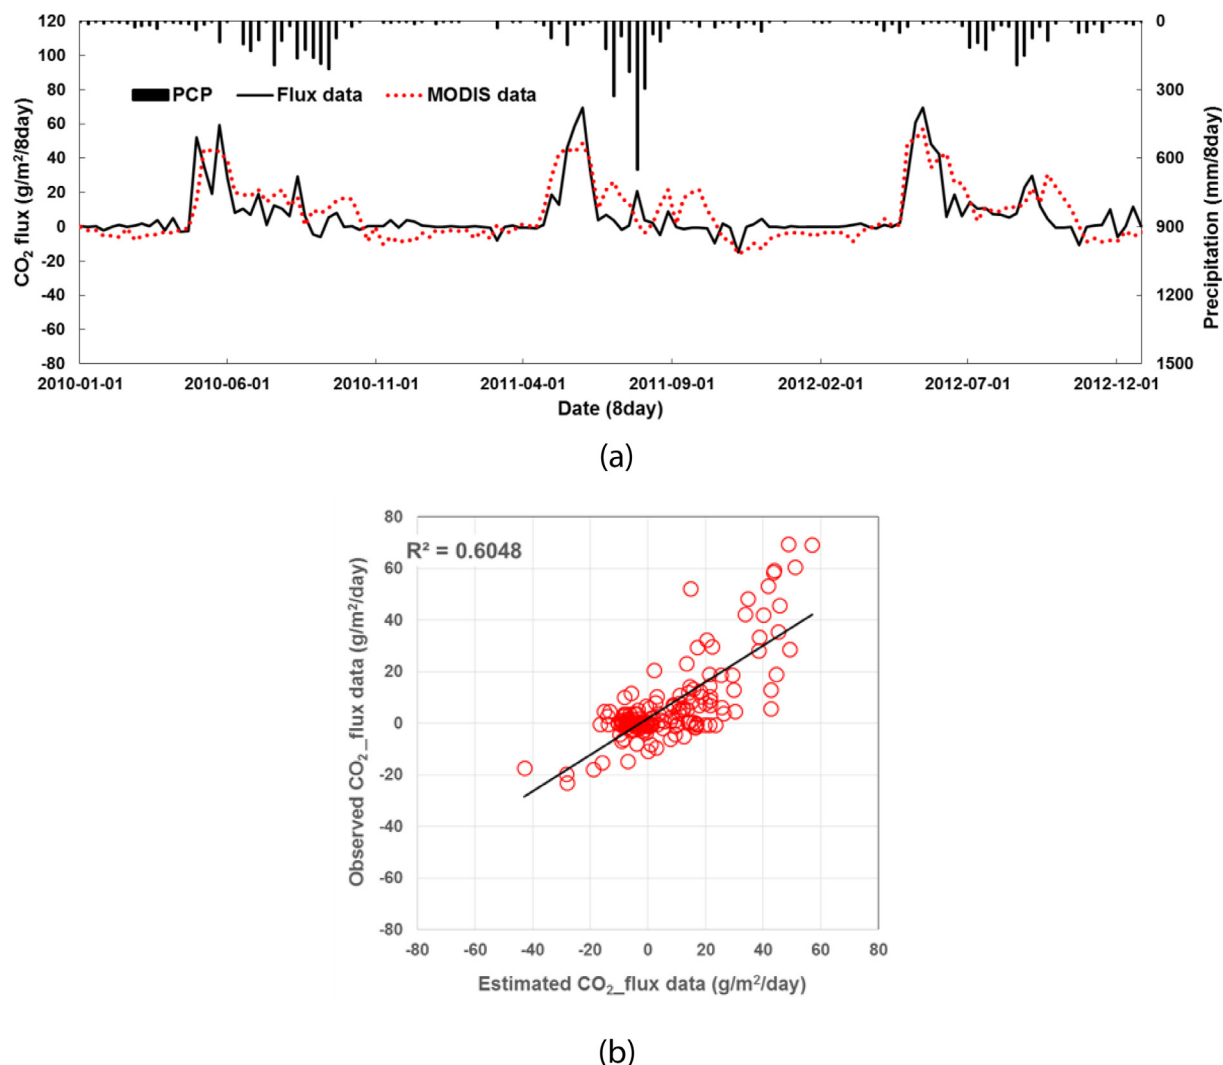 120
100
80
60
40
20
0
-20
-40
-60
-80
CO2 flux (g/m2/8day)
PCP Flux data MODIS data
0
300
600
900
1200
1500
Precipitation (mm/8day)
2010-01-01 2010-06-01 2010-11-01 2011-04-01 2011-09-01 2012-02-01 2012-07-01 2012-12-01
Date (8day)
(a)
R² = 0.6048
80
60
40
20
0
-20
-40
-60
-80
Observed CO2_flux data (g/m2/day)
-80 -60 -40 -20 0 20 40 60 80
Estimated CO2_flux data (g/m2/day)
(b)